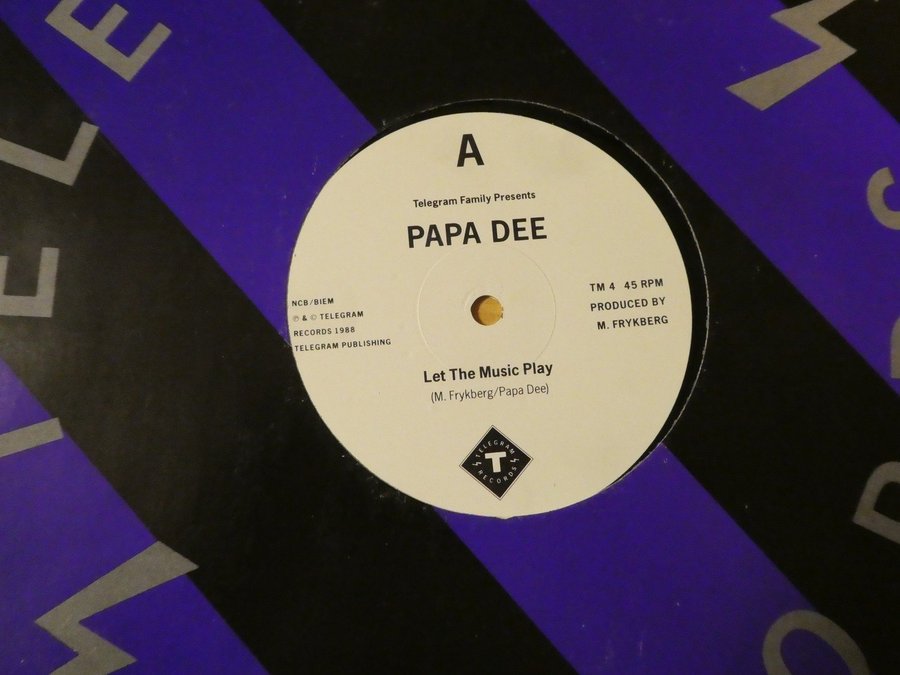 A
Telegram Family Presents
PAPA DEE
NCB/BIEM
℗ & © TELEGRAM
RECORDS 1988
TELEGRAM PUBLISHING
TM 4 45 RPM
PRODUCED BY
M. FRYKBERG
Let The Music Play
(M. Frykberg/Papa Dee)
TELEGRAM
T
RECORDS
TELE